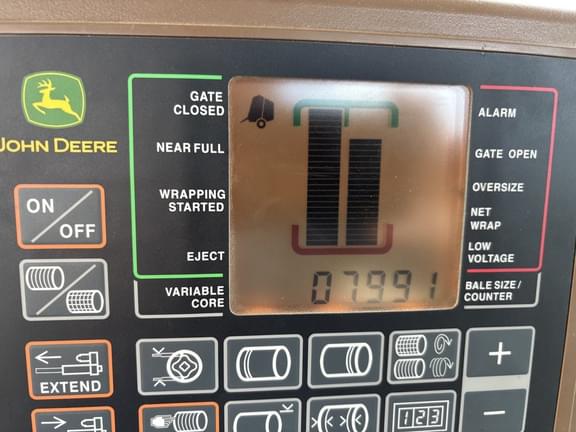 JOHN DEERE
GATE
CLOSED
NEAR FULL
WRAPPING
STARTED
EJECT
VARIABLE
CORE
07991
ALARM
GATE OPEN
OVERSIZE
NET
WRAP
LOW
VOLTAGE
BALE SIZE /
COUNTER
ON
/ OFF
EXTEND
123
+
-